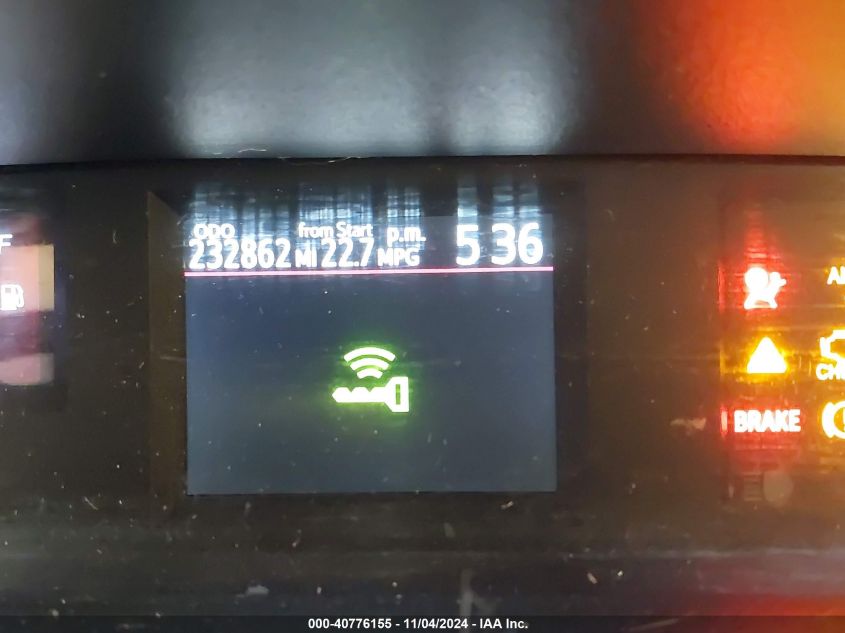 ODO from Start p.m. 5 36
232862 MI 22.7 MPG
F
BRAKE
000-40776155 - 11/04/2024 - IAA Inc.